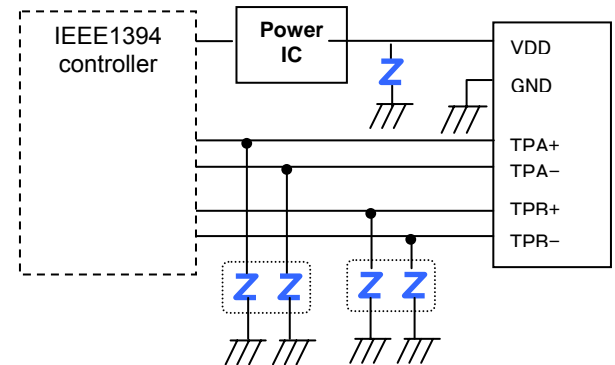 IEEE1394
controller
Power
IC
VDD
GND
TPA+
TPA−
TPB+
TPB−
Z
Z
Z
Z
Z